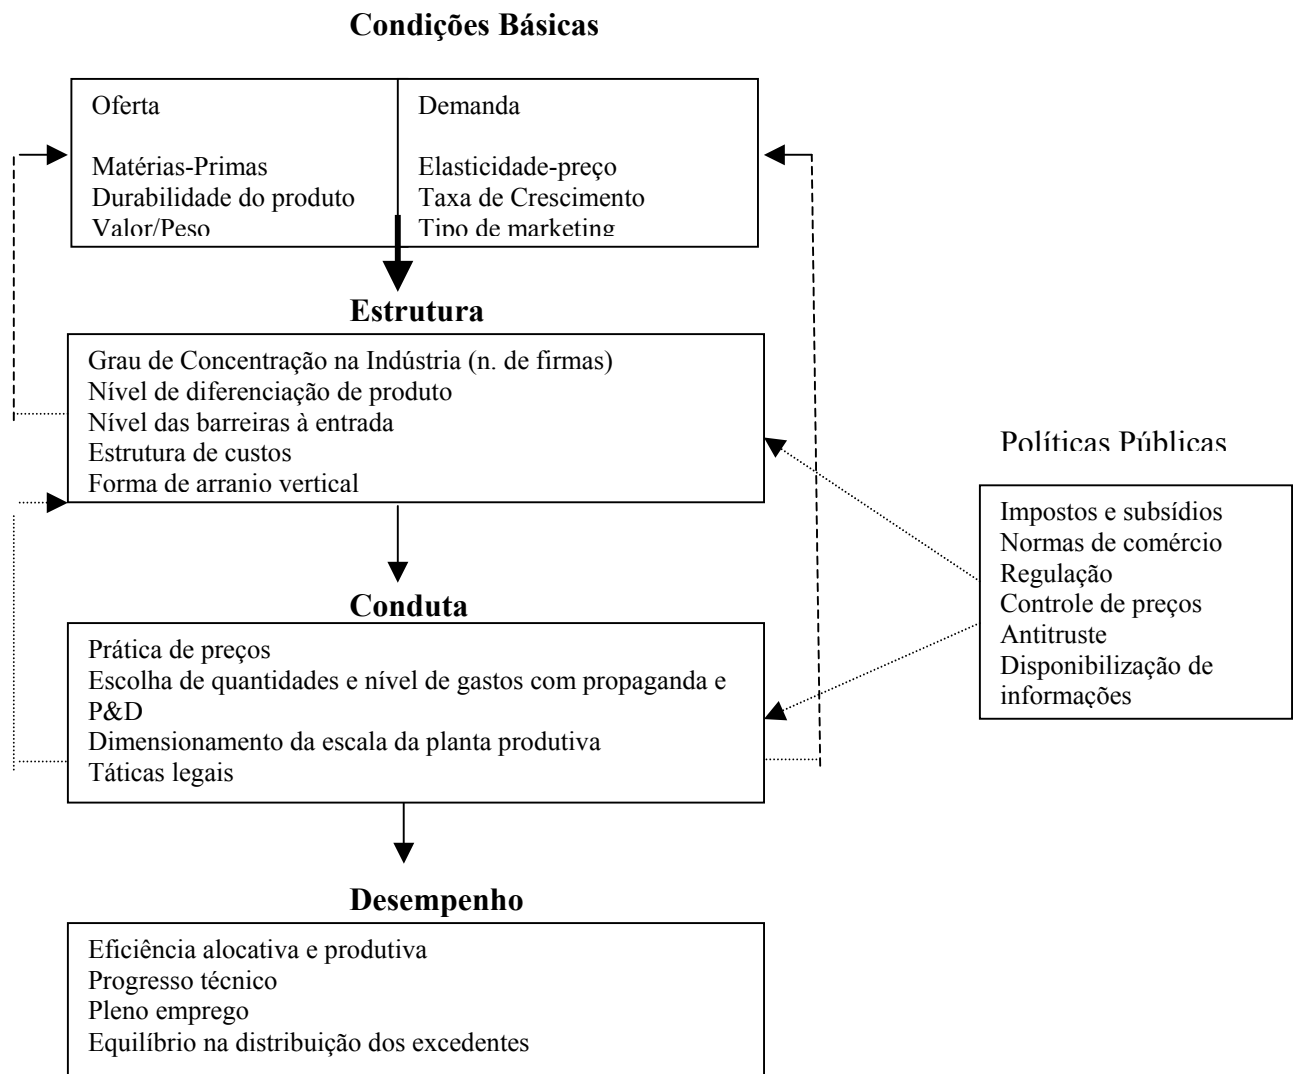 Condições Básicas
Oferta
Demanda
Matérias-Primas
Durabilidade do produto
Valor/Peso
Elasticidade-preço
Taxa de Crescimento
Tipo de marketing
Estrutura
Grau de Concentração na Indústria (n. de firmas)
Nível de diferenciação de produto
Nível das barreiras à entrada
Estrutura de custos
Forma de arranjo vertical
Políticas Públicas
Impostos e subsídios
Normas de comércio
Regulação
Controle de preços
Antitruste
Disponibilização de
informações
Conduta
Prática de preços
Escolha de quantidades e nível de gastos com propaganda e
P&D
Dimensionamento da escala da planta produtiva
Táticas legais
Desempenho
Eficiência alocativa e produtiva
Progresso técnico
Pleno emprego
Equilíbrio na distribuição dos excedentes